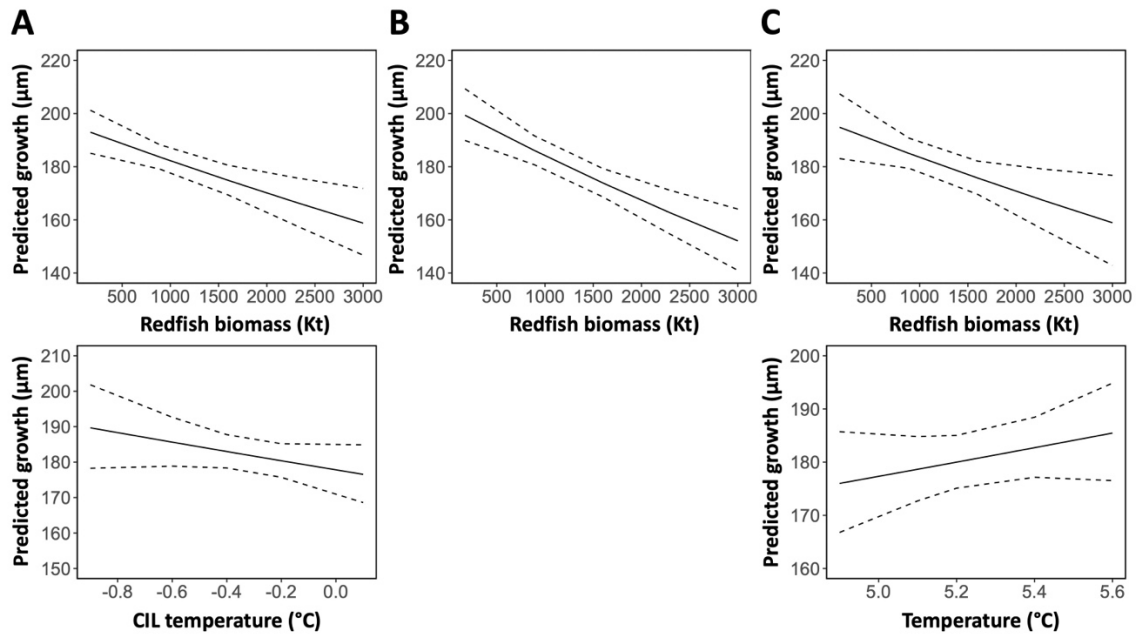 A
B
C
Predicted growth (µm)
220
200
180
160
140
500 1000 1500 2000 2500 3000
Redfish biomass (Kt)
Predicted growth (µm)
220
200
180
160
140
500 1000 1500 2000 2500 3000
Redfish biomass (Kt)
Predicted growth (µm)
220
200
180
160
140
500 1000 1500 2000 2500 3000
Redfish biomass (Kt)
Predicted growth (µm)
210
200
190
180
170
160
150
-0.8 -0.6 -0.4 -0.2 0.0
CIL temperature (°C)
Predicted growth (µm)
200
190
180
170
160
5.0 5.2 5.4 5.6
Temperature (°C)